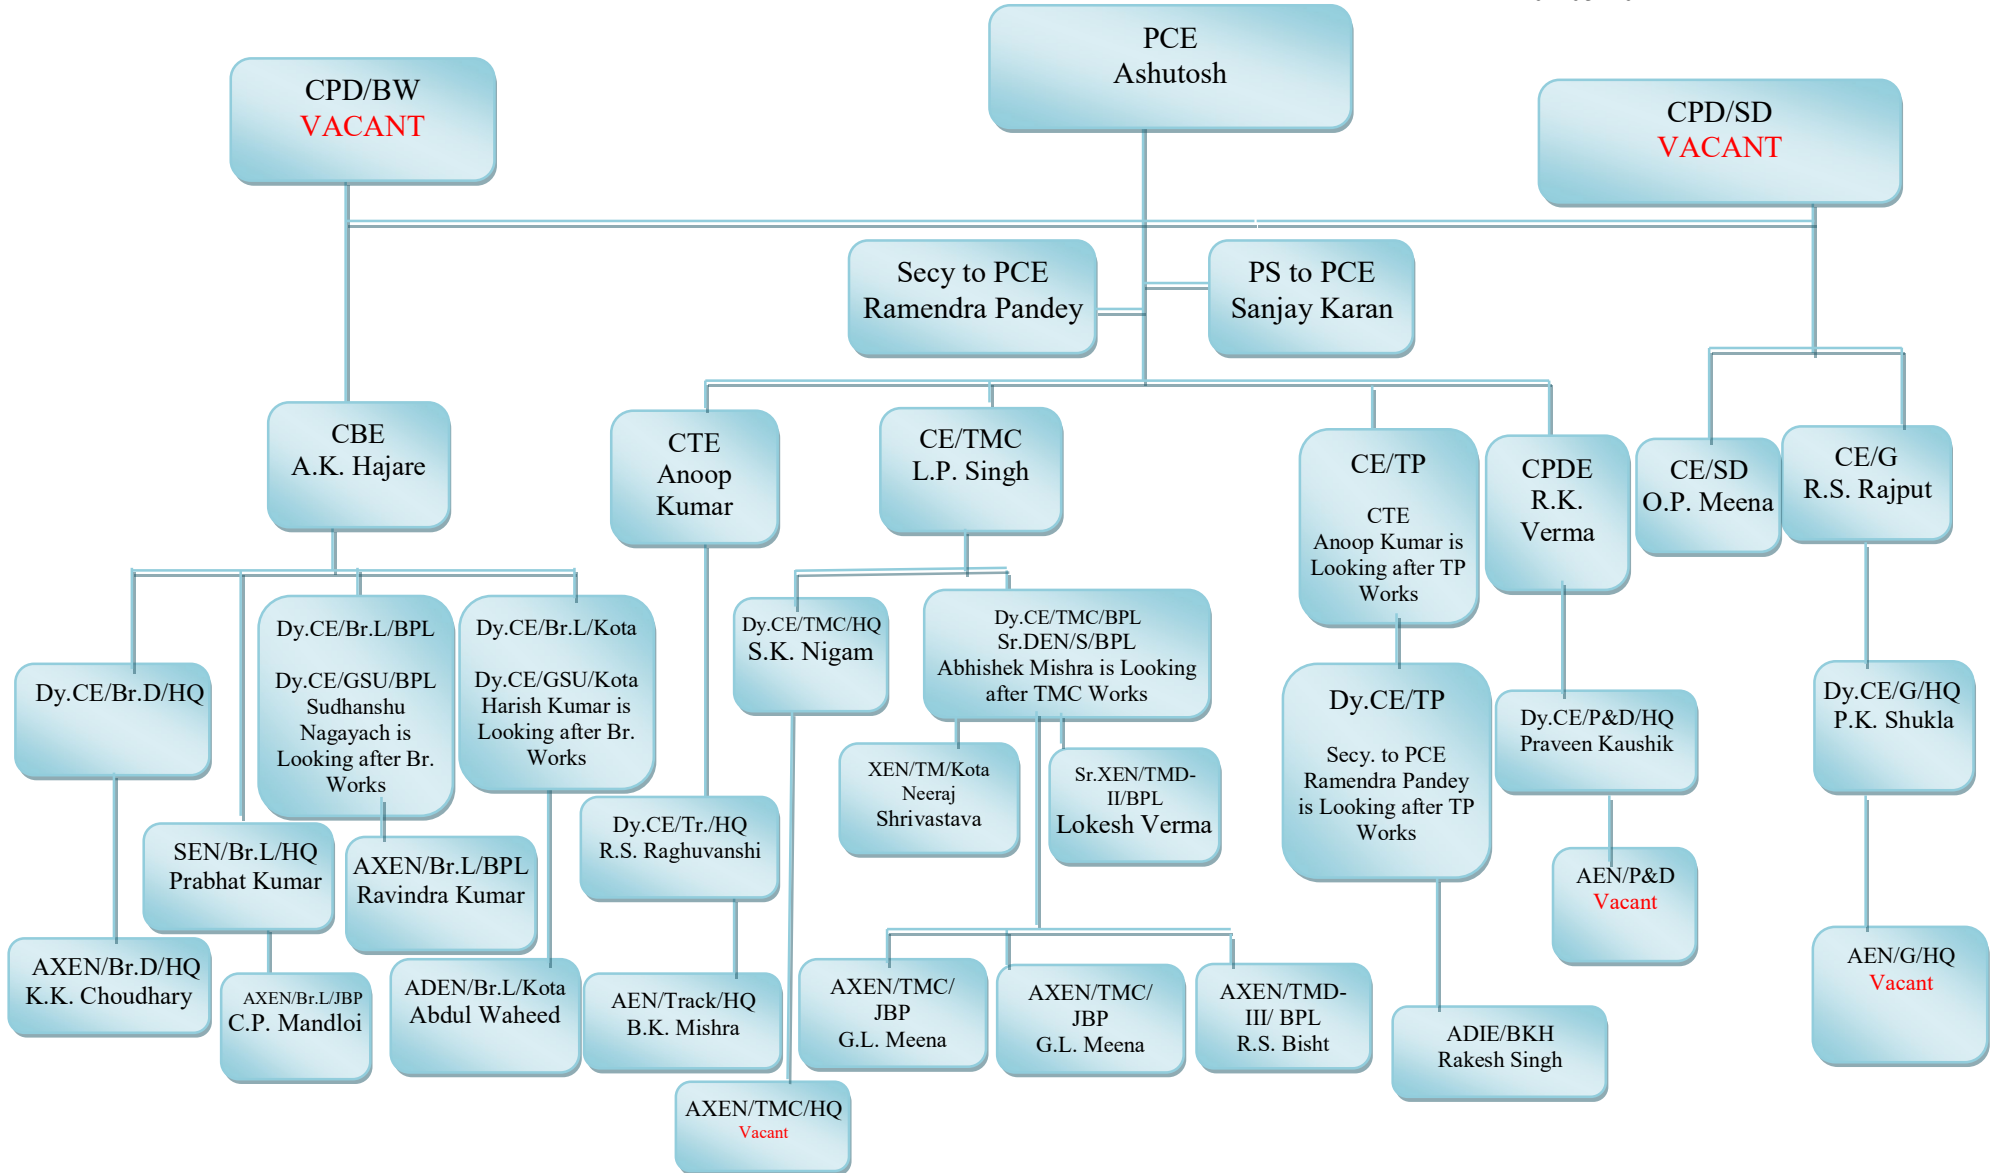 PCE
Ashutosh
CPD/BW
VACANT
CPD/SD
VACANT
Secy to PCE
Ramendra Pandey
PS to PCE
Sanjay Karan
CBE
A.K. Hajare
CTE
Anoop
Kumar
CE/TMC
L.P. Singh
CE/TP
CTE
Anoop Kumar is
Looking after TP
Works
CPDE
R.K.
Verma
CE/SD
O.P. Meena
CE/G
R.S. Rajput
Dy.CE/Br.D/HQ
Dy.CE/Br.L/BPL
Dy.CE/GSU/BPL
Sudhanshu
Nagayach is
Looking after Br.
Works
Dy.CE/Br.L/Kota
Dy.CE/GSU/Kota
Harish Kumar is
Looking after Br.
Works
Dy.CE/TMC/HQ
S.K. Nigam
Dy.CE/TMC/BPL
Sr.DEN/S/BPL
Abhishek Mishra is Looking
after TMC Works
Dy.CE/TP
Secy. to PCE
Ramendra Pandey
is Looking after TP
Works
Dy.CE/P&D/HQ
Praveen Kaushik
Dy.CE/G/HQ
P.K. Shukla
XEN/TM/Kota
Neeraj
Shrivastava
Sr.XEN/TMD-
II/BPL
Lokesh Verma
SEN/Br.L/HQ
Prabhat Kumar
AXEN/Br.L/BPL
Ravindra Kumar
Dy.CE/Tr./HQ
R.S. Raghuvanshi
AEN/P&D
Vacant
AXEN/Br.D/HQ
K.K. Choudhary
AXEN/Br.L/JBP
C.P. Mandloi
ADEN/Br.L/Kota
Abdul Waheed
AEN/Track/HQ
B.K. Mishra
AXEN/TMC/
JBP
G.L. Meena
AXEN/TMC/
JBP
G.L. Meena
AXEN/TMD-
III/ BPL
R.S. Bisht
ADIE/BKH
Rakesh Singh
AEN/G/HQ
Vacant
AXEN/TMC/HQ
Vacant